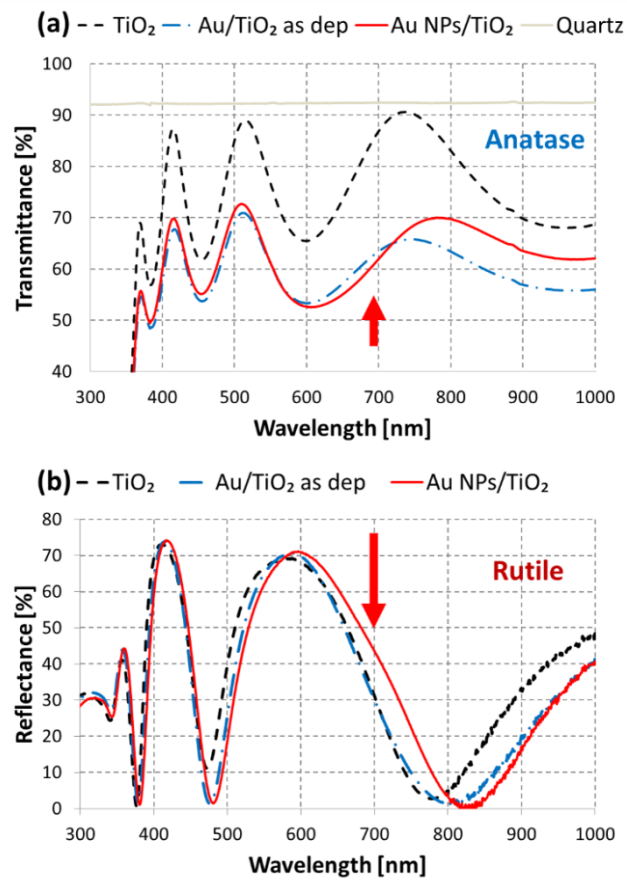 (a) TiO₂ Au/TiO₂ as dep Au NPs/TiO₂ Quartz
100
90
80
70
60
50
40
Transmittance [%]
Anatase
300 400 500 600 700 800 900 1000
Wavelength [nm]
(b) TiO₂ Au/TiO₂ as dep Au NPs/TiO₂
80
70
60
50
40
30
20
10
0
Reflectance [%]
Rutile
300 400 500 600 700 800 900 1000
Wavelength [nm]